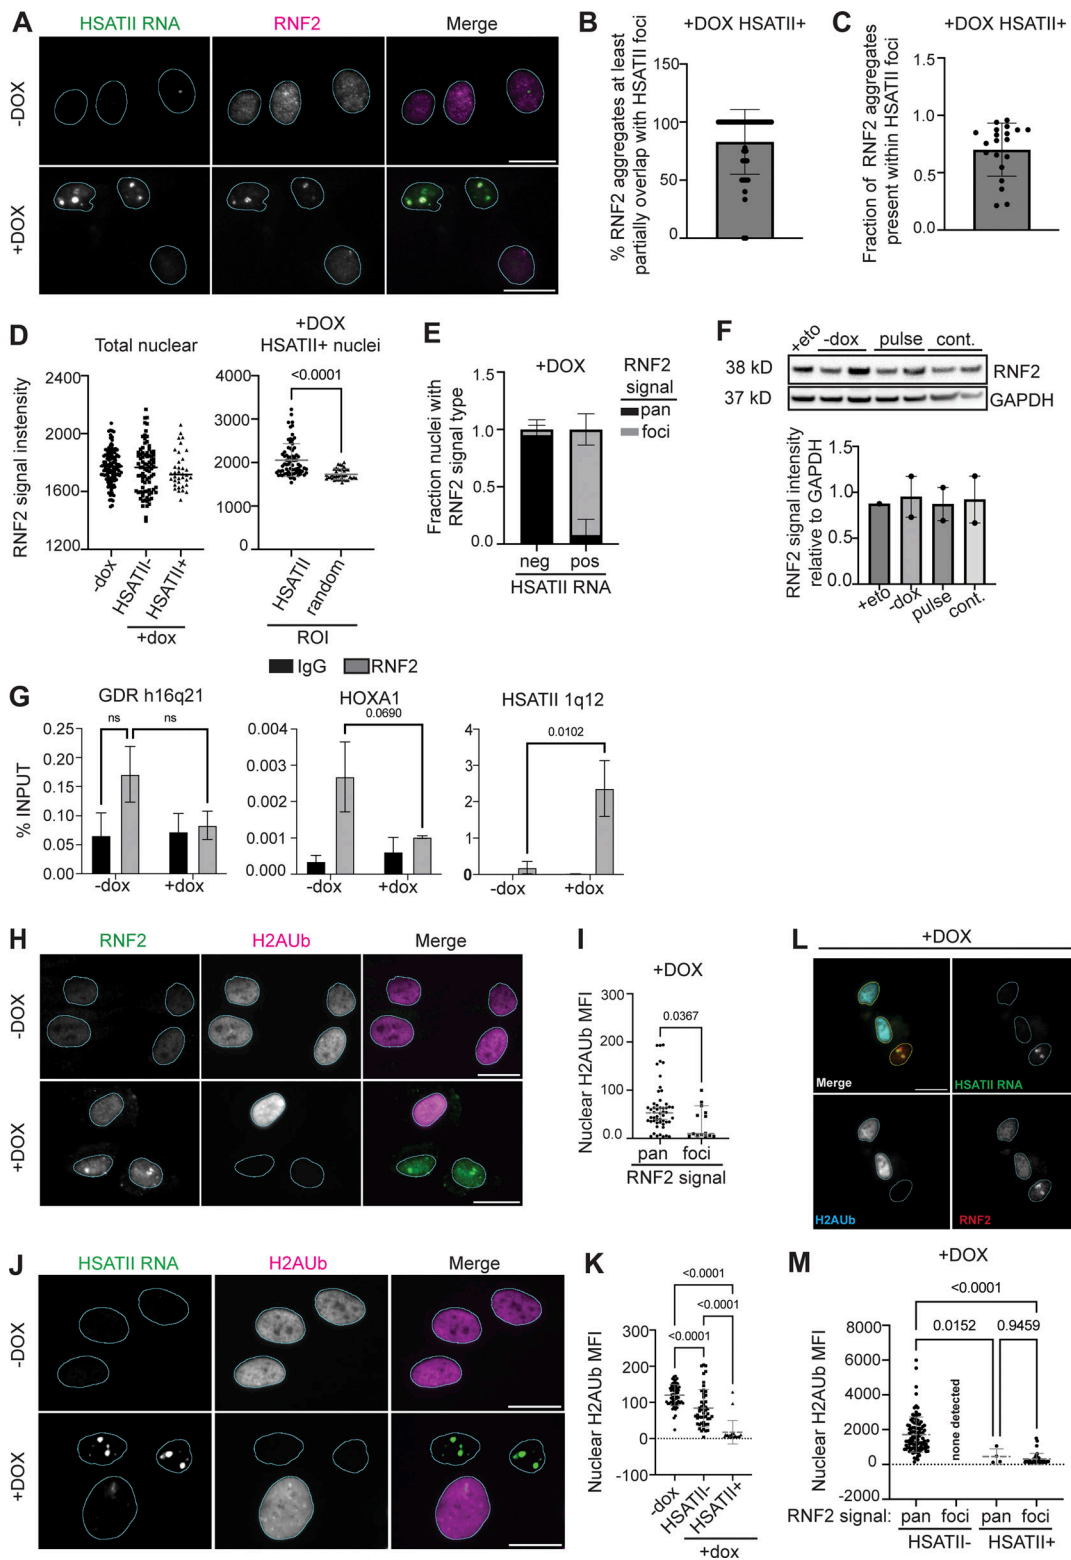 A
HSATII RNA
RNF2
Merge
-DOX
+DOX
B
+DOX HSATII+
% RNF2 aggregates at least
partially overlap with HSATII foci
150
100
50
0
C
+DOX HSATII+
Fraction of RNF2 aggregates
present within HSATII foci
1.5
1.0
0.5
0.0
D
Total nuclear
RNF2 signal instensity
2400
2000
1600
1200
-dox
HSATII-
HSATII+
+dox
+DOX
HSATII+ nuclei
<0.0001
4000
3000
2000
1000
0
HSATII
random
ROI
E
+DOX
Fraction nuclei with
RNF2 signal type
1.5
1.0
0.5
0.0
neg
pos
HSATII RNA
RNF2
signal
pan
foci
F
+eto
-dox
pulse
cont.
38 kD
RNF2
37 kD
GAPDH
RNF2 signal intensity
relative to GAPDH
1.5
1.0
0.5
0.0
+eto
-dox
pulse
cont.
IgG
RNF2
G
% INPUT
GDR h16q21
ns
ns
0.25
0.20
0.15
0.10
0.05
0.00
-dox
+dox
HOXA1
0.0690
0.004
0.003
0.002
0.001
0.000
-dox
+dox
HSATII 1q12
0.0102
4
3
2
1
0
-dox
+dox
H
RNF2
H2AUb
Merge
-DOX
+DOX
I
+DOX
Nuclear H2AUb MFI
0.0367
300
200
100
0.0
pan
foci
RNF2 signal
L
+DOX
Merge
HSATII RNA
H2AUb
RNF2
J
HSATII RNA
H2AUb
Merge
-DOX
+DOX
K
Nuclear H2AUb MFI
<0.0001
<0.0001
<0.0001
300
200
100
0
-100
-dox
HSATII-
HSATII+
+dox
M
+DOX
Nuclear H2AUb MFI
<0.0001
0.0152
0.9459
8000
6000
4000
2000
0
-2000
none detected
RNF2 signal:
pan
foci
pan
foci
HSATII-
HSATII+